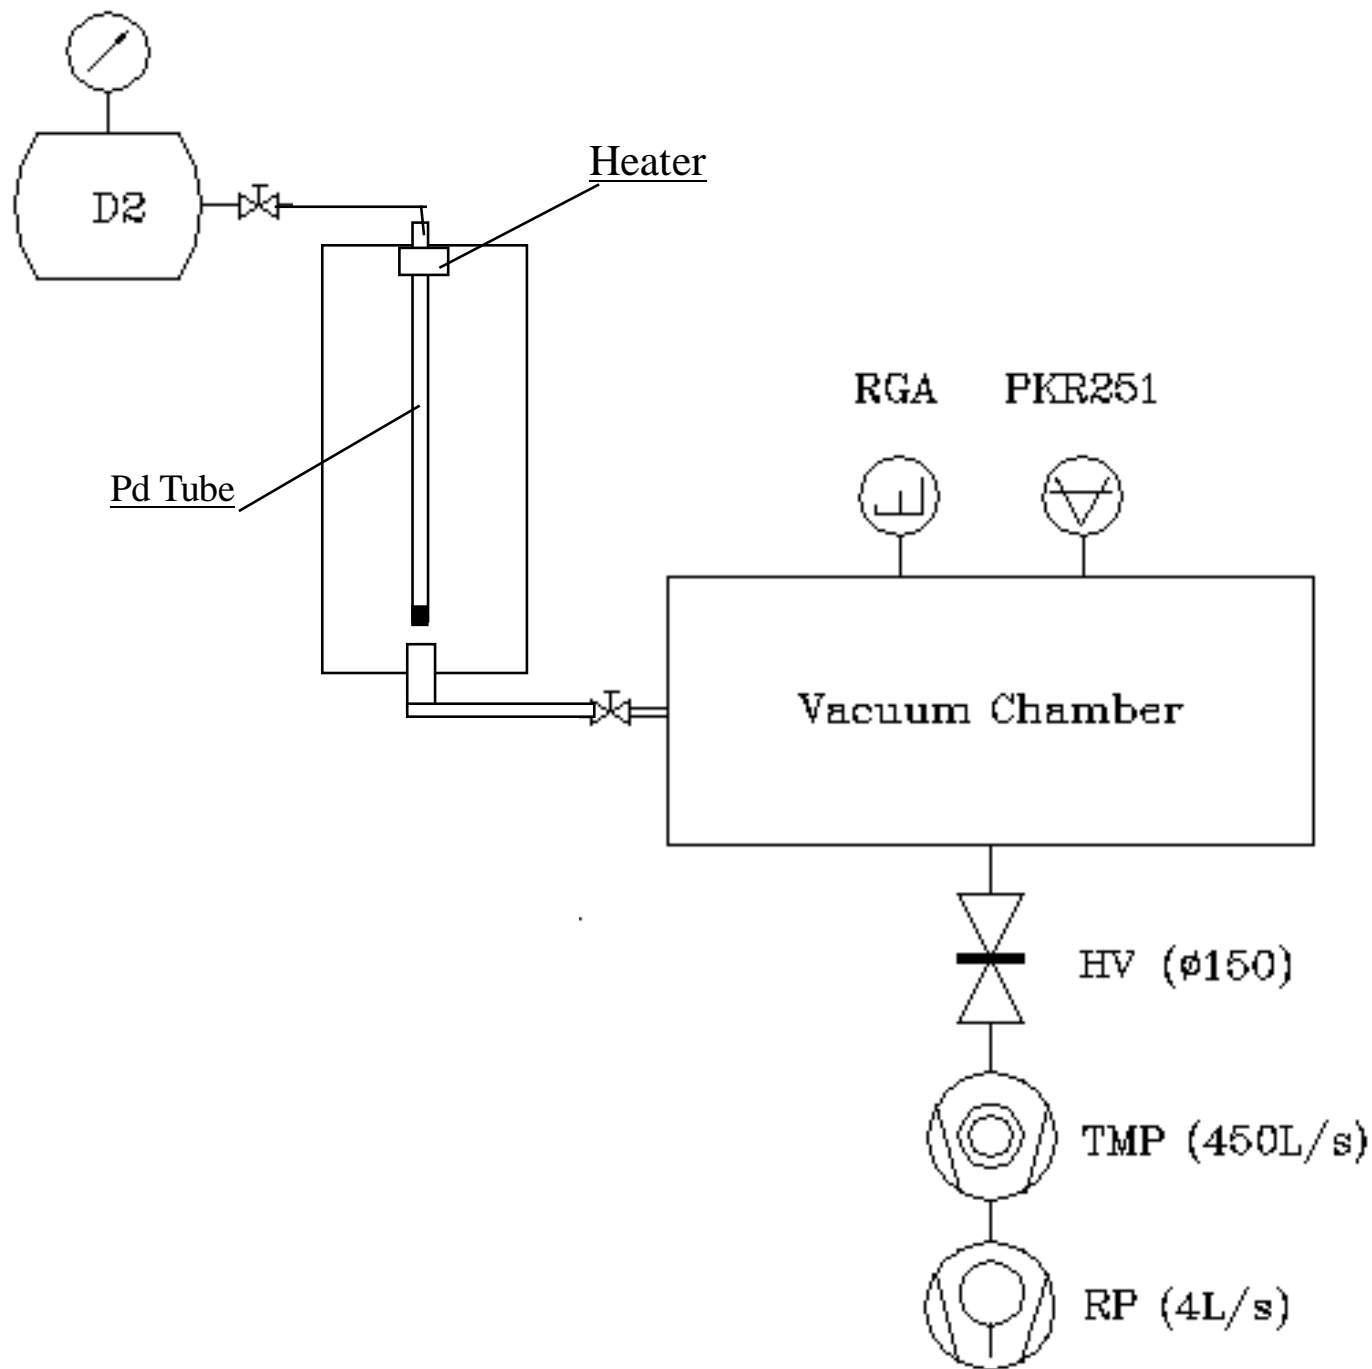 Heater
D2
RGA PKR251
Pd Tube
Vacuum Chamber
HV (ø150)
TMP (450L/s)
RP (4L/s)